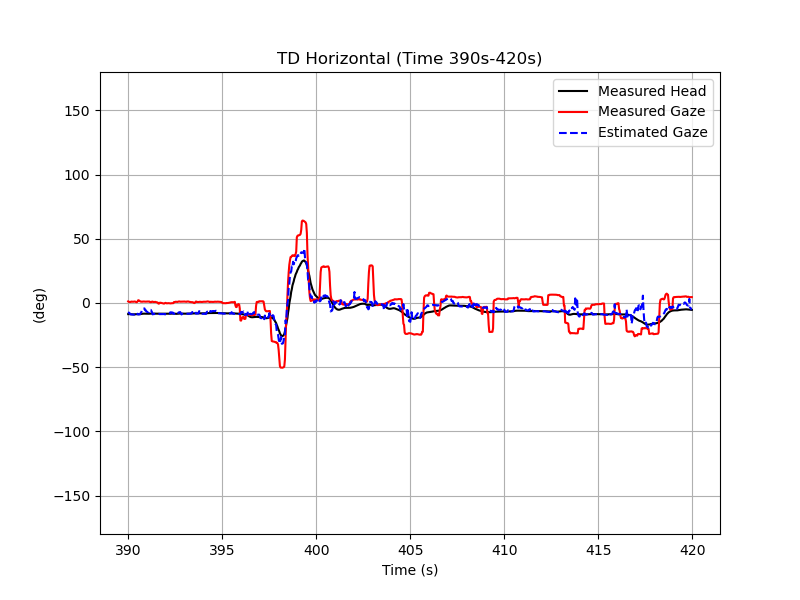 TD Horizontal (Time 390s-420s)
Measured Head
Measured Gaze
Estimated Gaze
150
100
50
0
−50
−100
−150
(deg)
390
395
400
405
410
415
420
Time (s)